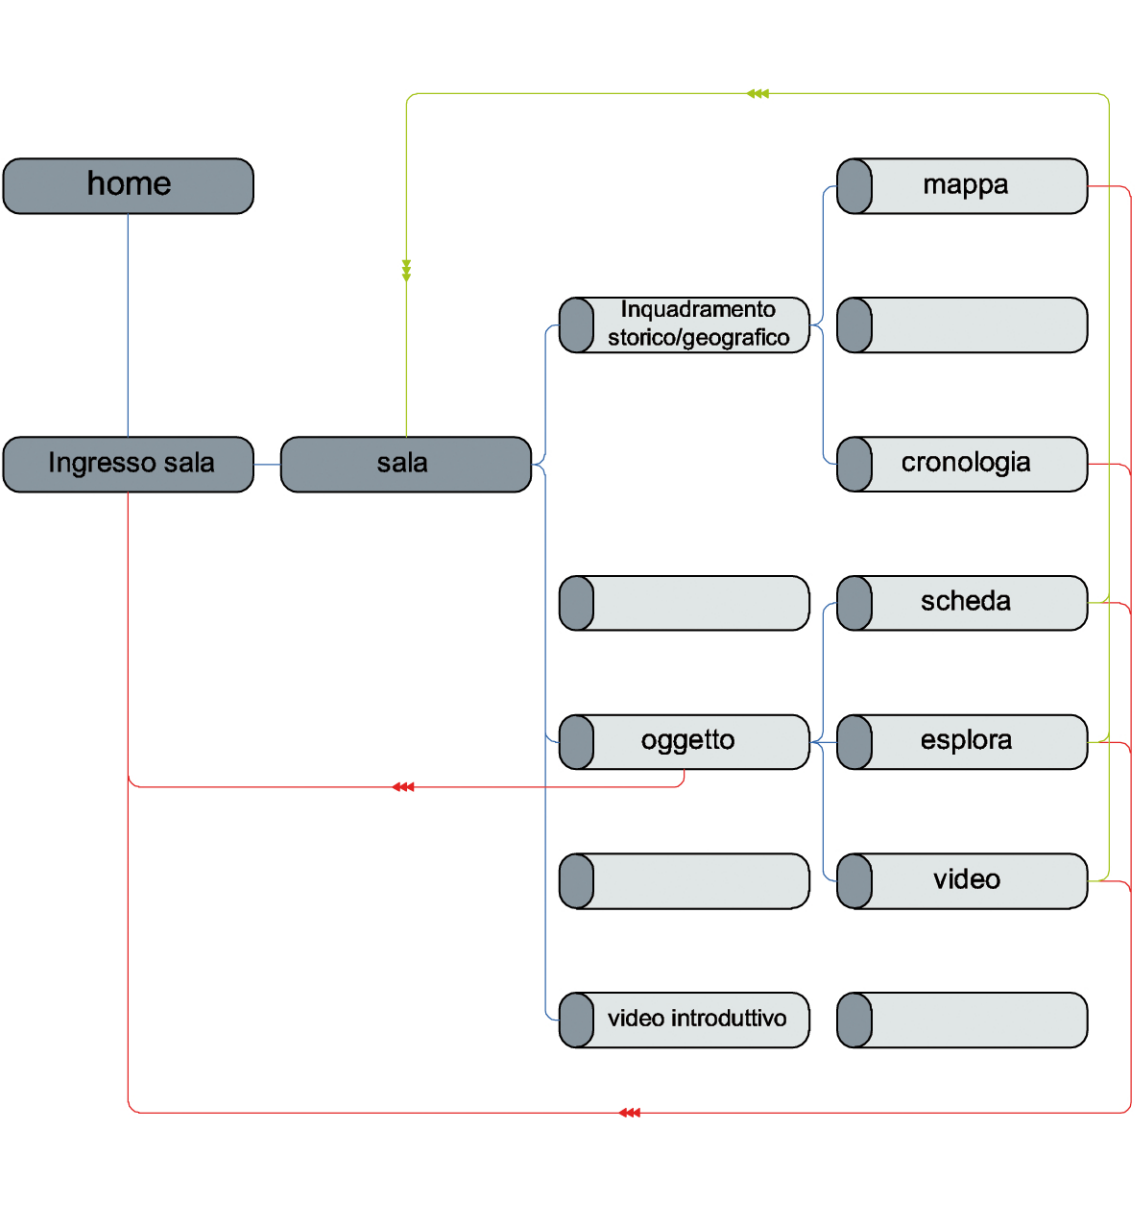 home
mappa
Inquadramento
storico/geografico
Ingresso sala
sala
cronologia
scheda
oggetto
esplora
video
video introduttivo